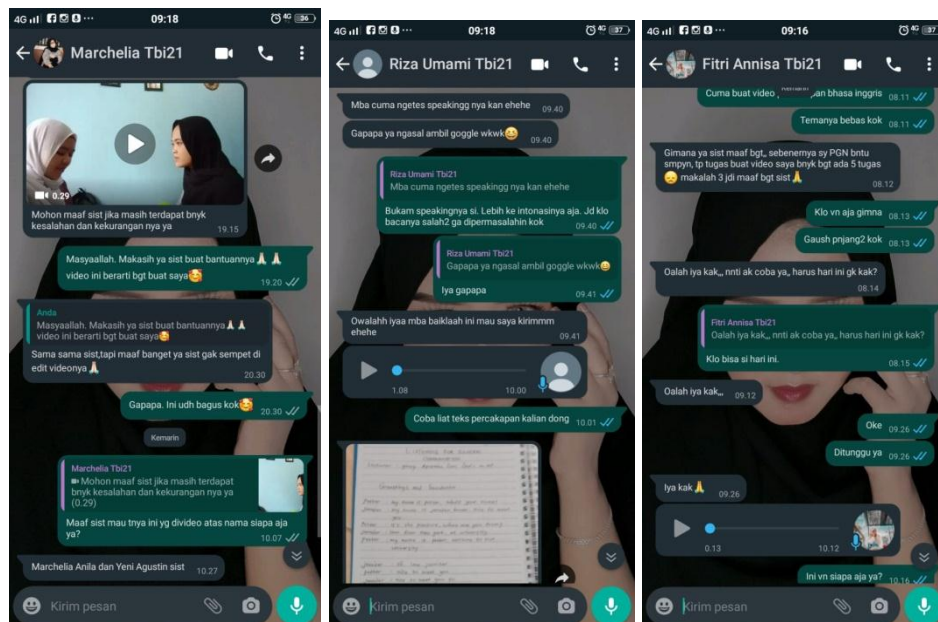 4G 09:18 4G 36
Marchelia Tbi21
0.29
Mohon maaf sist jika masih terdapat bnyk
kesalahan dan kekurangan nya ya 19.15
Masyaallah. Makasih ya sist buat bantuannya🙏🙏
video ini berarti bgt buat saya🥰 19.20
Anda
Masyaallah. Makasih ya sist buat bantuannya🙏🙏
video ini berarti bgt buat saya🥰
Sama sama sist,tapi maaf banget ya sist gak sempet di
edit videonya🙏 20.30
Gapapa. Ini udh bagus kok🥰 20.30
Kemarin
Marchelia Tbi21
Mohon maaf sist jika masih terdapat
bnyk kesalahan dan kekurangan nya ya
(0.29)
Maaf sist mau tnya ini yg divideo atas nama siapa aja
ya? 10.07
Marchelia Anila dan Yeni Agustin sist 10.27
Kirim pesan
4G 09:18 4G 37
Riza Umami Tbi21
Mba cuma ngetes speakingg nya kan ehehe 09.40
Gapapa ya ngasal ambil goggle wkwk😄 09.40
Riza Umami Tbi21
Mba cuma ngetes speakingg nya kan ehehe
Bukam speakingnya si. Lebih ke intonasinya aja. Jd klo
bacanya salah2 ga dipermasalahin kok 09.40
Riza Umami Tbi21
Gapapa ya ngasal ambil goggle wkwk😄
Iya gapapa 09.41
Owalahh iyaa mba baiklaah ini mau saya kirimmm
ehehe 09.41
1.08 10.00
Coba liat teks percakapan kalian dong 10.01
Kirim pesan
4G 09:16 4G 37
Fitri Annisa Tbi21
Cuma buat video bhasa inggris 08.11
Temanya bebas kok 08.11
Gimana ya sist maaf bgt,, sebenernya sy PGN bntu
smpyn, tp tugas buat video saya bnyk bgt ada 5 tugas
😞 makalah 3 jdi maaf bgt sist🙏 08.12
Klo vn aja gimna 08.13
Gaush pnjang2 kok 08.13
Oalah iya kak,,, nnti ak coba ya,, harus hari ini gk kak?
08.14
Fitri Annisa Tbi21
Oalah iya kak,,, nnti ak coba ya,, harus hari ini gk kak?
Klo bisa si hari ini. 08.15
Oalah iya kak,,, 09.12
Oke 09.26
Ditunggu ya 09.26
Iya kak🙏 09.26
0.13 10.12
Ini vn siapa aja ya? 10.16
Kirim pesan